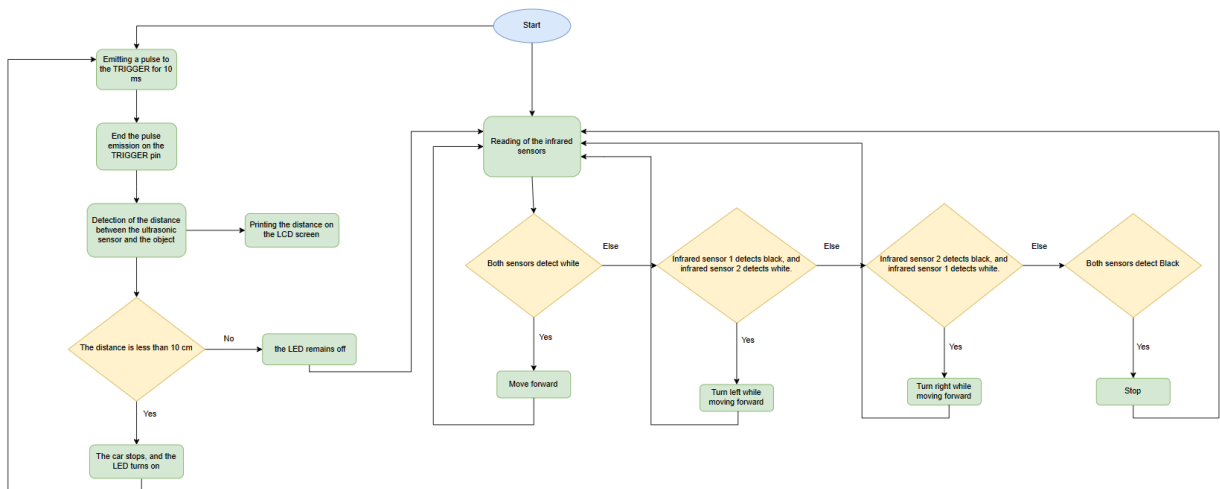 Start
Emitting a pulse to
the TRIGGER for 10
ms
End the pulse
emission on the
TRIGGER pin
Detection of the distance
between the ultrasonic
sensor and the object
Printing the distance on
the LCD screen
The distance is less than 10 cm
No
the LED remains off
Yes
The car stops, and the
LED turns on
Reading of the infrared
sensors
Both sensors detect white
Else
Yes
Move forward
Infrared sensor 1 detects black, and
infrared sensor 2 detects white.
Else
Yes
Turn left while
moving forward
Infrared sensor 2 detects black, and
infrared sensor 1 detects white.
Else
Yes
Turn right while
moving forward
Both sensors detect Black
Yes
Stop